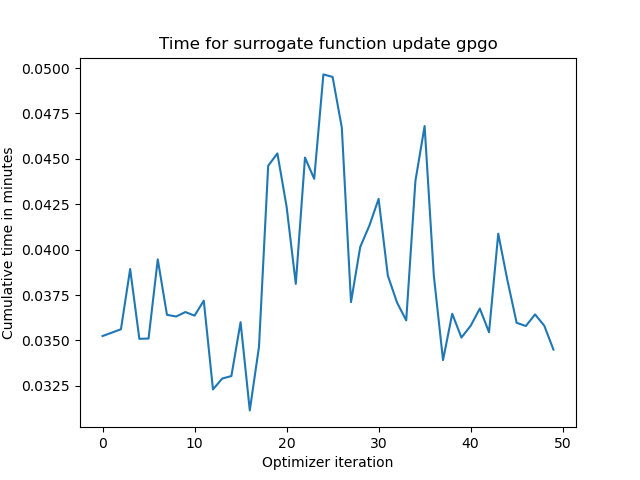 Time for surrogate function update gpgo
Cumulative time in minutes
0.0500
0.0475
0.0450
0.0425
0.0400
0.0375
0.0350
0.0325
0 10 20 30 40 50
Optimizer iteration